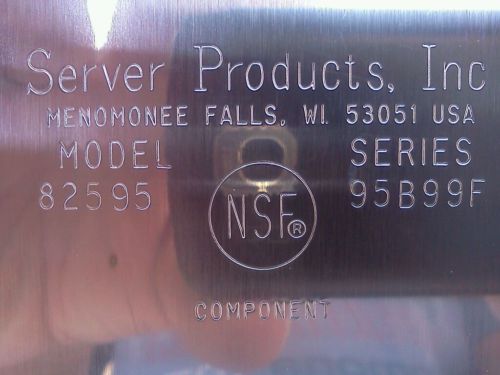 Server Products, Inc
MENOMONEE FALLS, WI. 53051 USA
MODEL SERIES
82595 95B99F
NSF®
COMPONENT